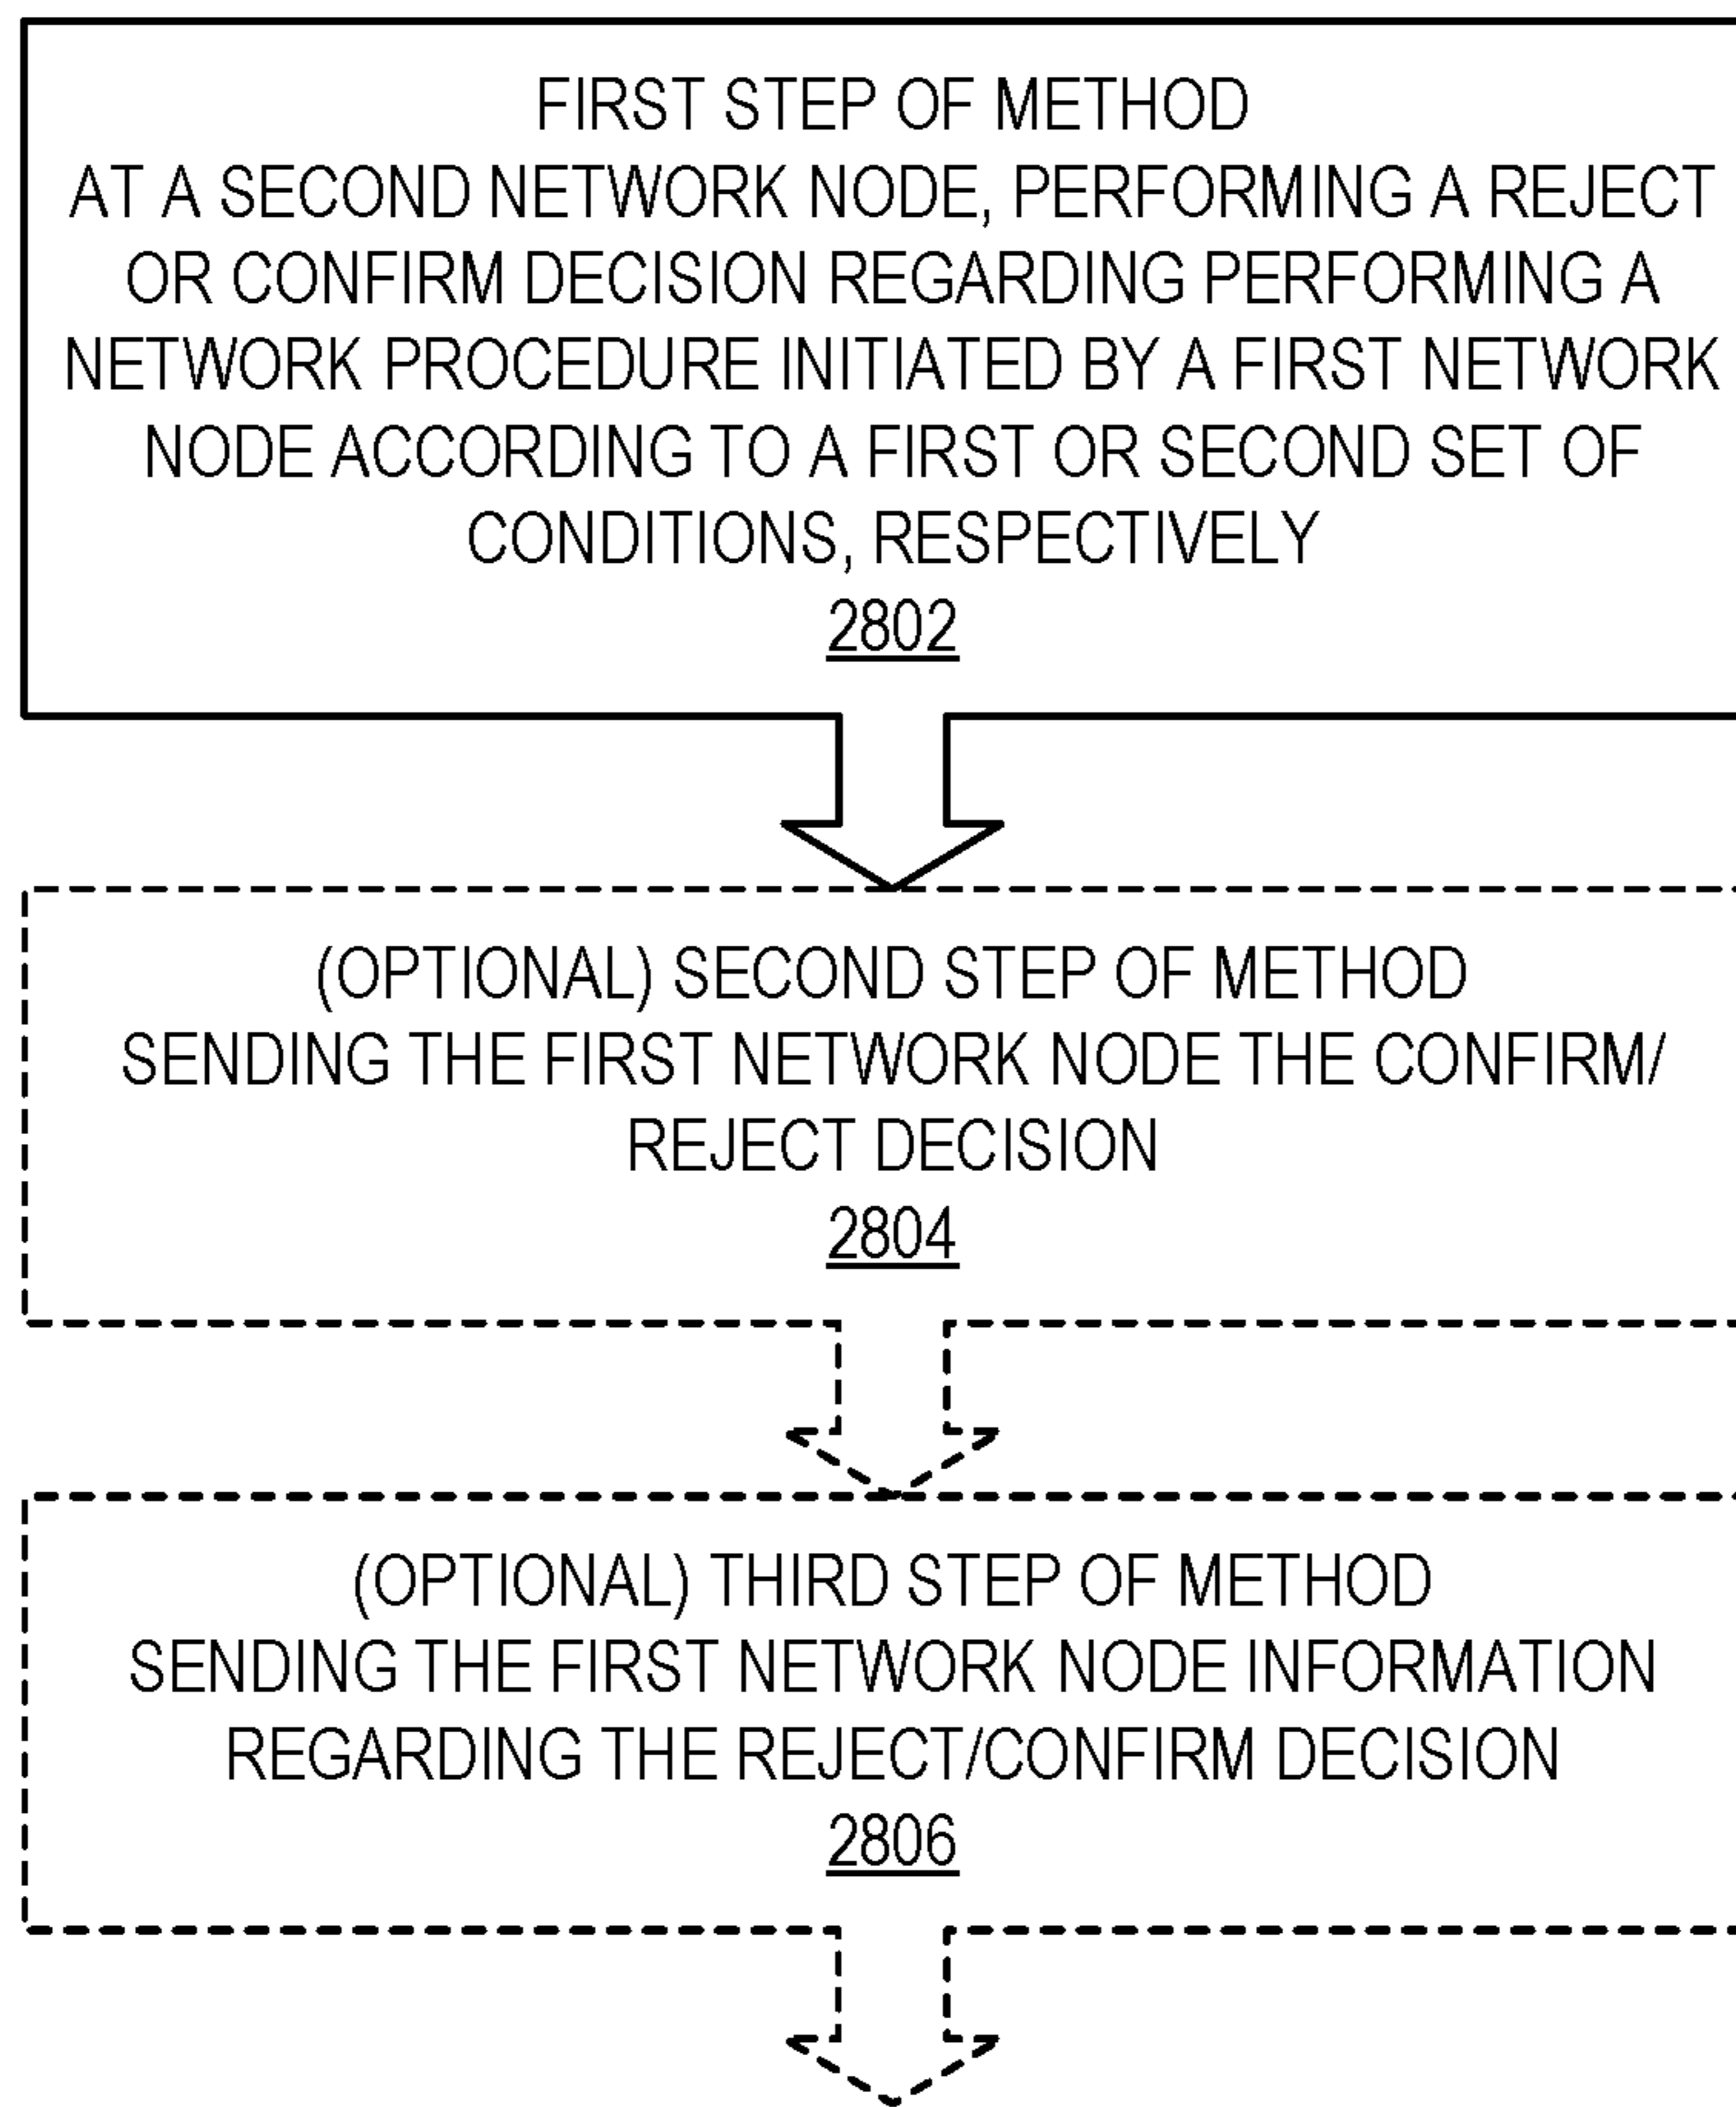 FIRST STEP OF METHOD
AT A SECOND NETWORK NODE, PERFORMING A REJECT
OR CONFIRM DECISION REGARDING PERFORMING A
NETWORK PROCEDURE INITIATED BY A FIRST NETWORK
NODE ACCORDING TO A FIRST OR SECOND SET OF
CONDITIONS, RESPECTIVELY
2802
(OPTIONAL) SECOND STEP OF METHOD
SENDING THE FIRST NETWORK NODE THE CONFIRM/
REJECT DECISION
2804
(OPTIONAL) THIRD STEP OF METHOD
SENDING THE FIRST NETWORK NODE INFORMATION
REGARDING THE REJECT/CONFIRM DECISION
2806